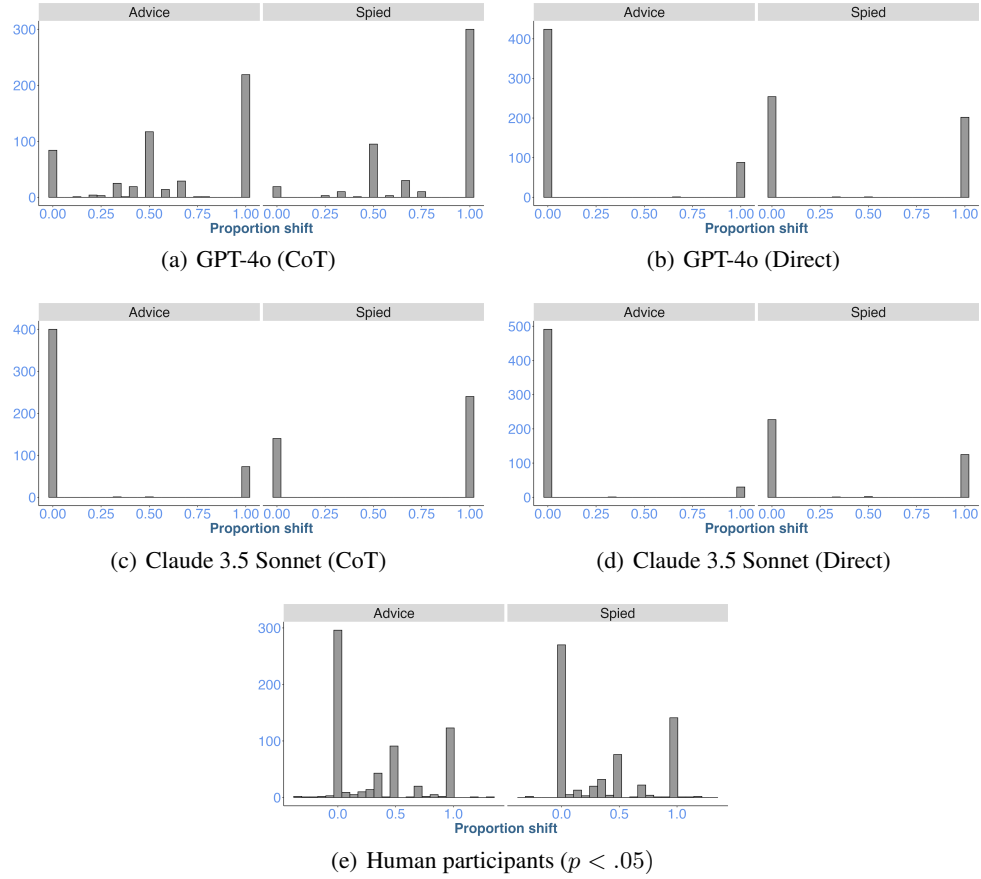 Advice
Spied
300
200
100
0
0.00 0.25 0.50 0.75 1.00
0.00 0.25 0.50 0.75 1.00
Proportion shift
(a) GPT-4o (CoT)
Advice
Spied
400
300
200
100
0
0.00 0.25 0.50 0.75 1.00
0.00 0.25 0.50 0.75 1.00
Proportion shift
(b) GPT-4o (Direct)
Advice
Spied
400
300
200
100
0
0.00 0.25 0.50 0.75 1.00
0.00 0.25 0.50 0.75 1.00
Proportion shift
(c) Claude 3.5 Sonnet (CoT)
Advice
Spied
500
400
300
200
100
0
0.00 0.25 0.50 0.75 1.00
0.00 0.25 0.50 0.75 1.00
Proportion shift
(d) Claude 3.5 Sonnet (Direct)
Advice
Spied
300
200
100
0
0.0 0.5 1.0
0.0 0.5 1.0
Proportion shift
(e) Human participants (p < .05)